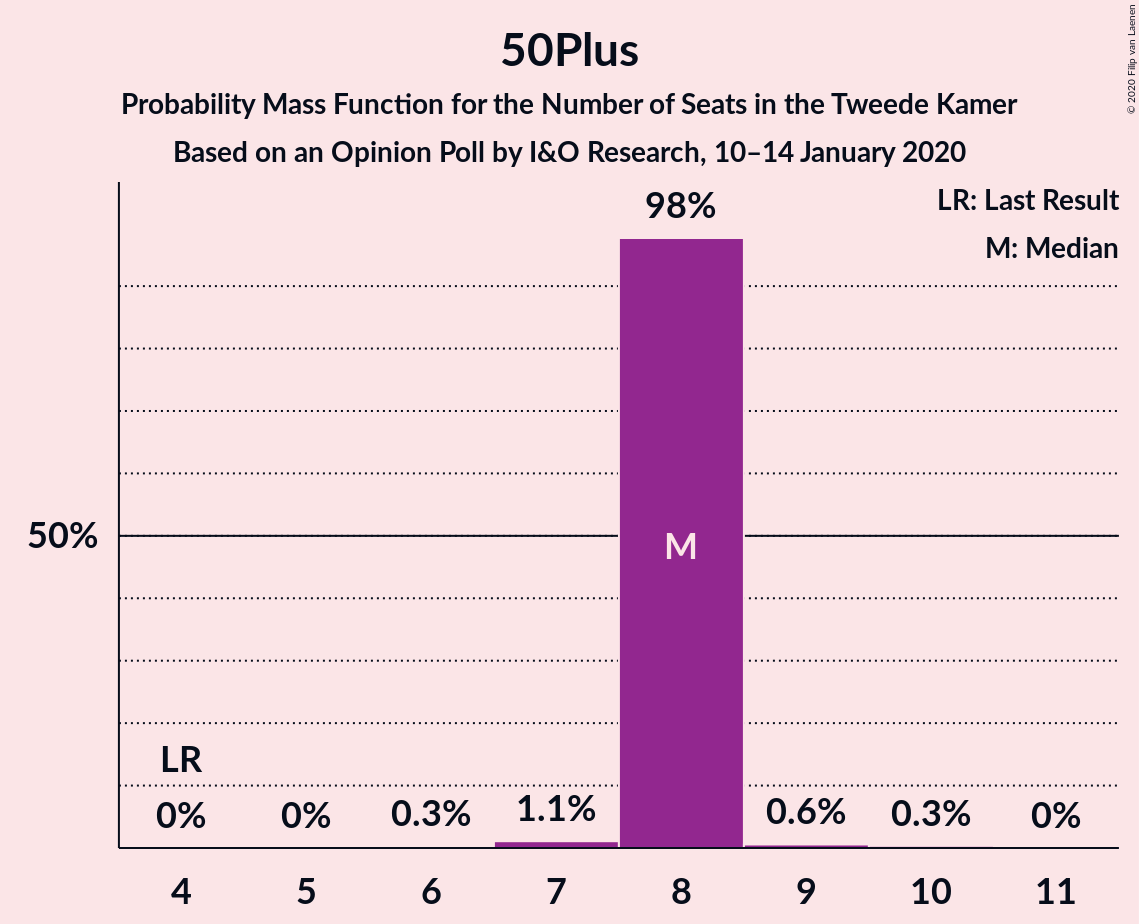 50Plus
Probability Mass Function for the Number of Seats in the Tweede Kamer
Based on an Opinion Poll by I&O Research, 10–14 January 2020
© 2020 Filip van Laenen
LR: Last Result
M: Median
98%
50%
M
LR
0%
0%
0.3%
1.1%
0.6%
0.3%
0%
4
5
6
7
8
9
10
11